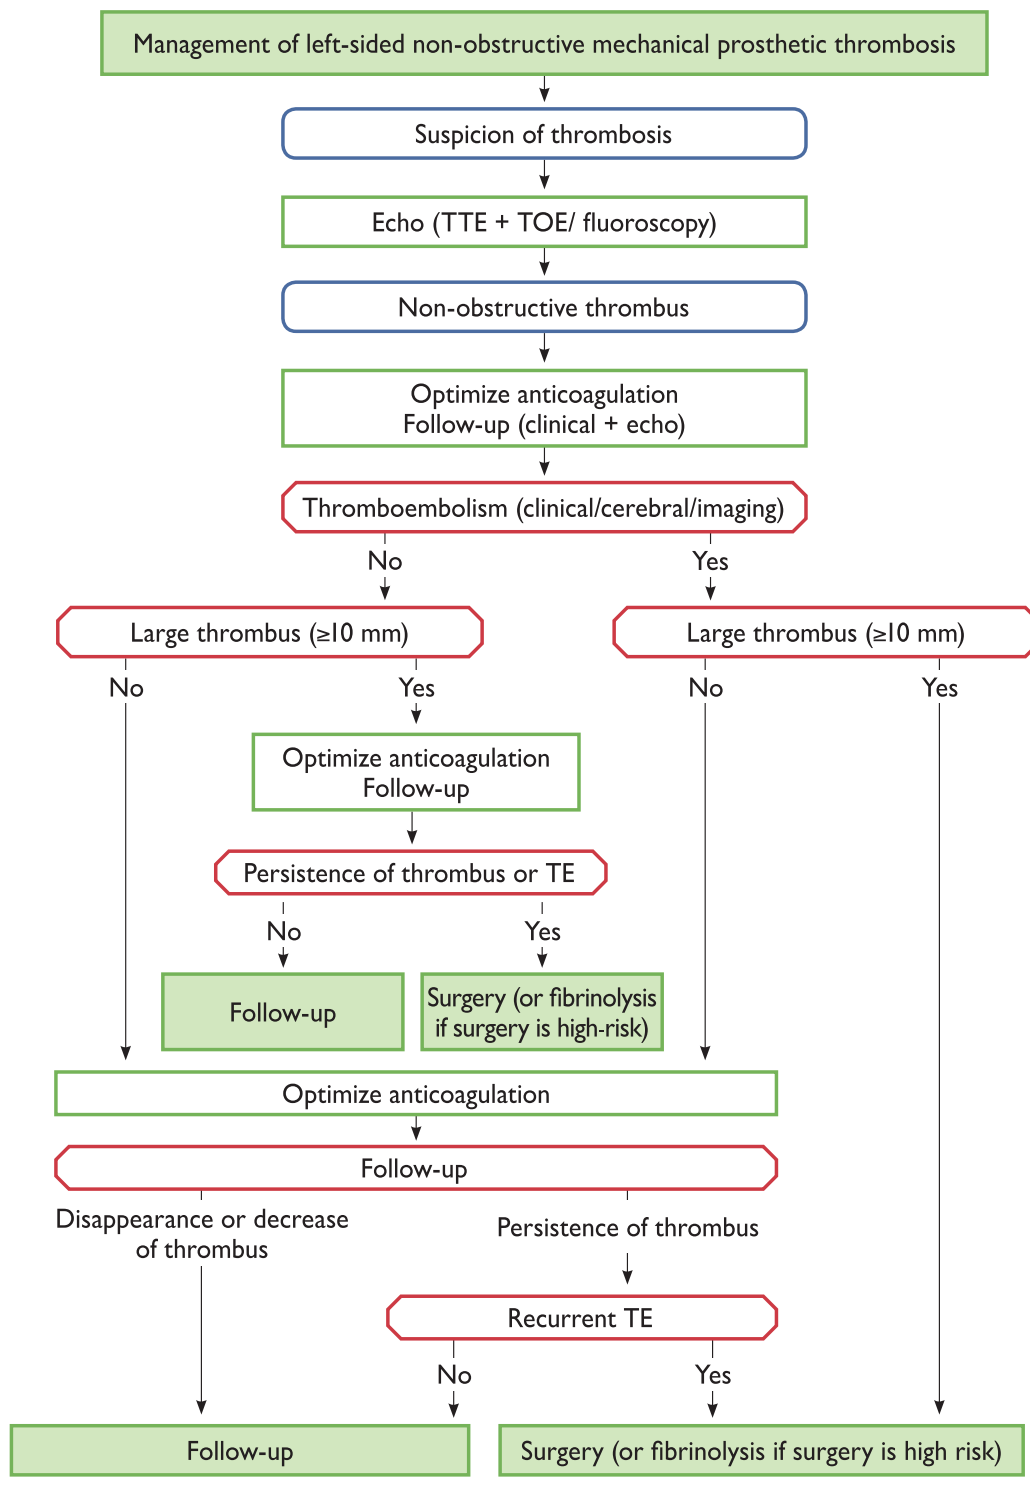 Management of left-sided non-obstructive mechanical prosthetic thrombosis
Suspicion of thrombosis
Echo (TTE + TOE/ fluoroscopy)
Non-obstructive thrombus
Optimize anticoagulation
Follow-up (clinical + echo)
Thromboembolism (clinical/cerebral/imaging)
No
Yes
Large thrombus (≥10 mm)
Large thrombus (≥10 mm)
No
Yes
No
Yes
Optimize anticoagulation
Follow-up
Persistence of thrombus or TE
No
Yes
Follow-up
Surgery (or fibrinolysis
if surgery is high-risk)
Optimize anticoagulation
Follow-up
Disappearance or decrease
of thrombus
Persistence of thrombus
Recurrent TE
No
Yes
Follow-up
Surgery (or fibrinolysis if surgery is high risk)